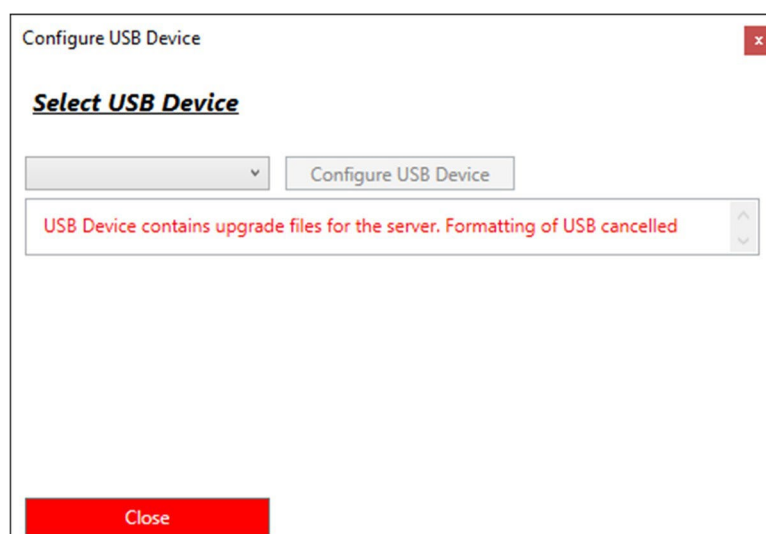 Configure USB Device
x
Select USB Device
Configure USB Device
USB Device contains upgrade files for the server. Formatting of USB cancelled
Close